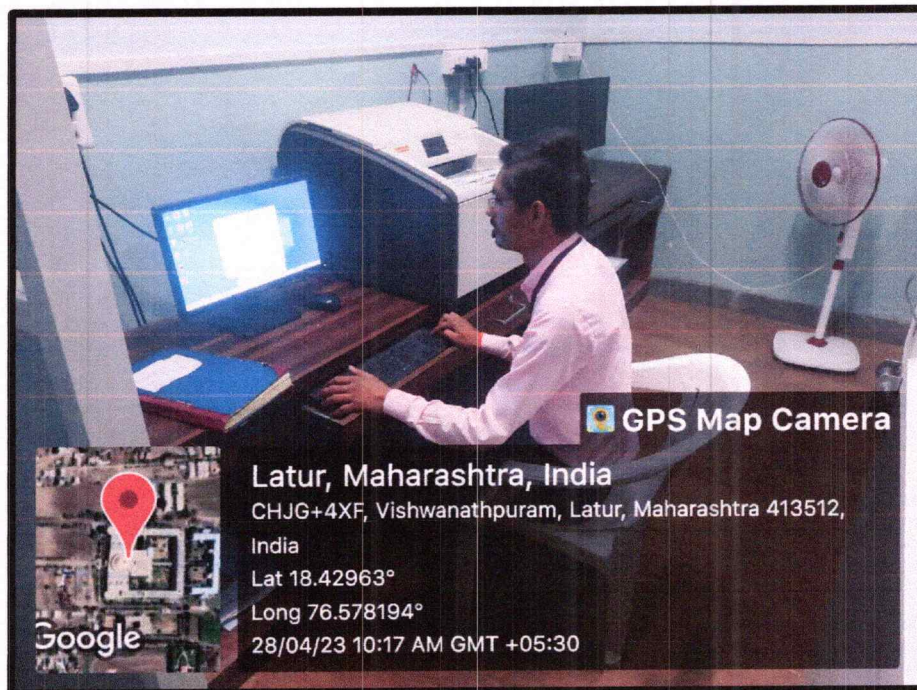 GPS Map Camera
Latur, Maharashtra, India
CHJG+4XF, Vishwanathpuram, Latur, Maharashtra 413512,
India
Lat 18.42963°
Long 76.578194°
28/04/23 10:17 AM GMT +05:30
Google